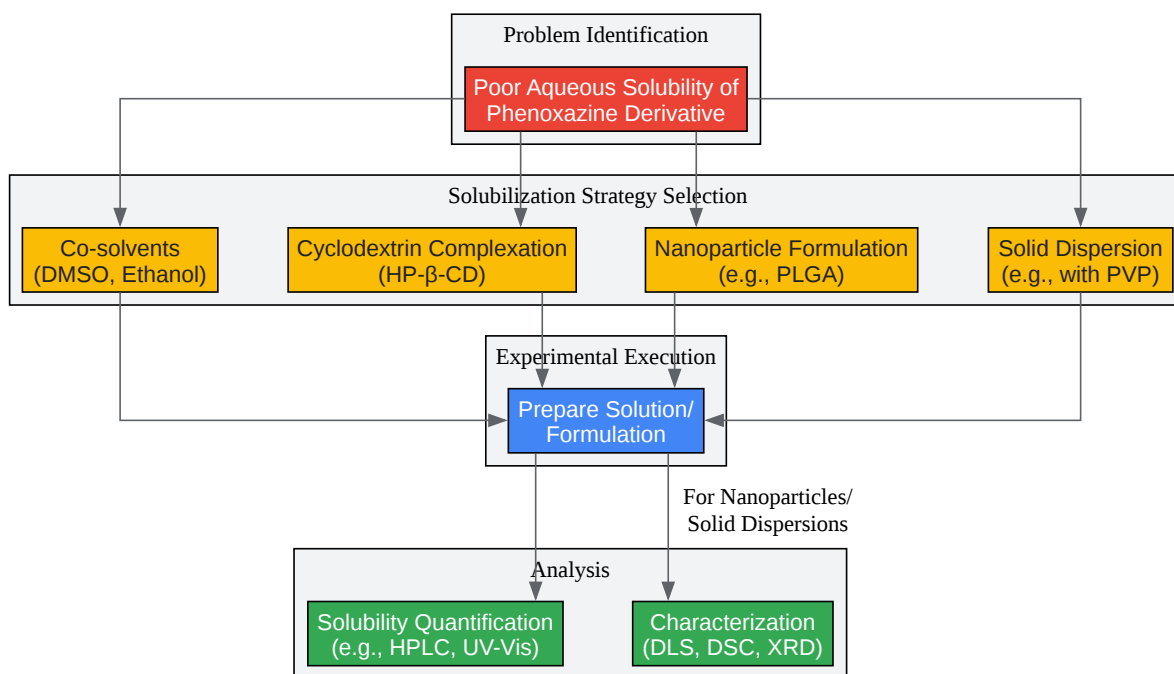 Problem Identification
Poor Aqueous Solubility of
Phenoxazine Derivative
Solubilization Strategy Selection
Co-solvents
(DMSO, Ethanol)
Cyclodextrin Complexation
(HP-β-CD)
Nanoparticle Formulation
(e.g., PLGA)
Solid Dispersion
(e.g., with PVP)
Experimental Execution
Prepare Solution/
Formulation
For Nanoparticles/
Solid Dispersions
Analysis
Solubility Quantification
(e.g., HPLC, UV-Vis)
Characterization
(DLS, DSC, XRD)